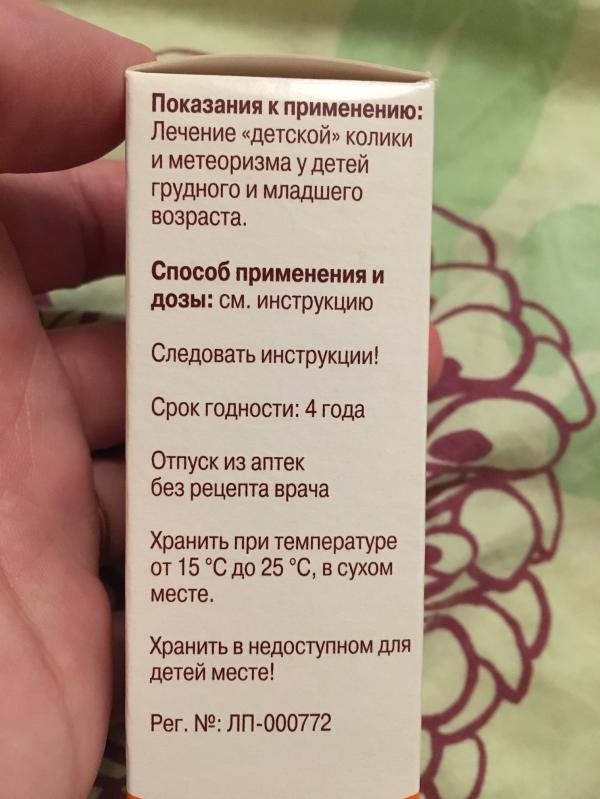 Показания к применению:
Лечение «детской» колики
и метеоризма у детей
грудного и младшего
возраста.
Способ применения и
дозы: см. инструкцию
Следовать инструкции!
Срок годности: 4 года
Отпуск из аптек
без рецепта врача
Хранить при температуре
от 15 °С до 25 °С, в сухом
месте.
Хранить в недоступном для
детей месте!
Рег. №: ЛП-000772